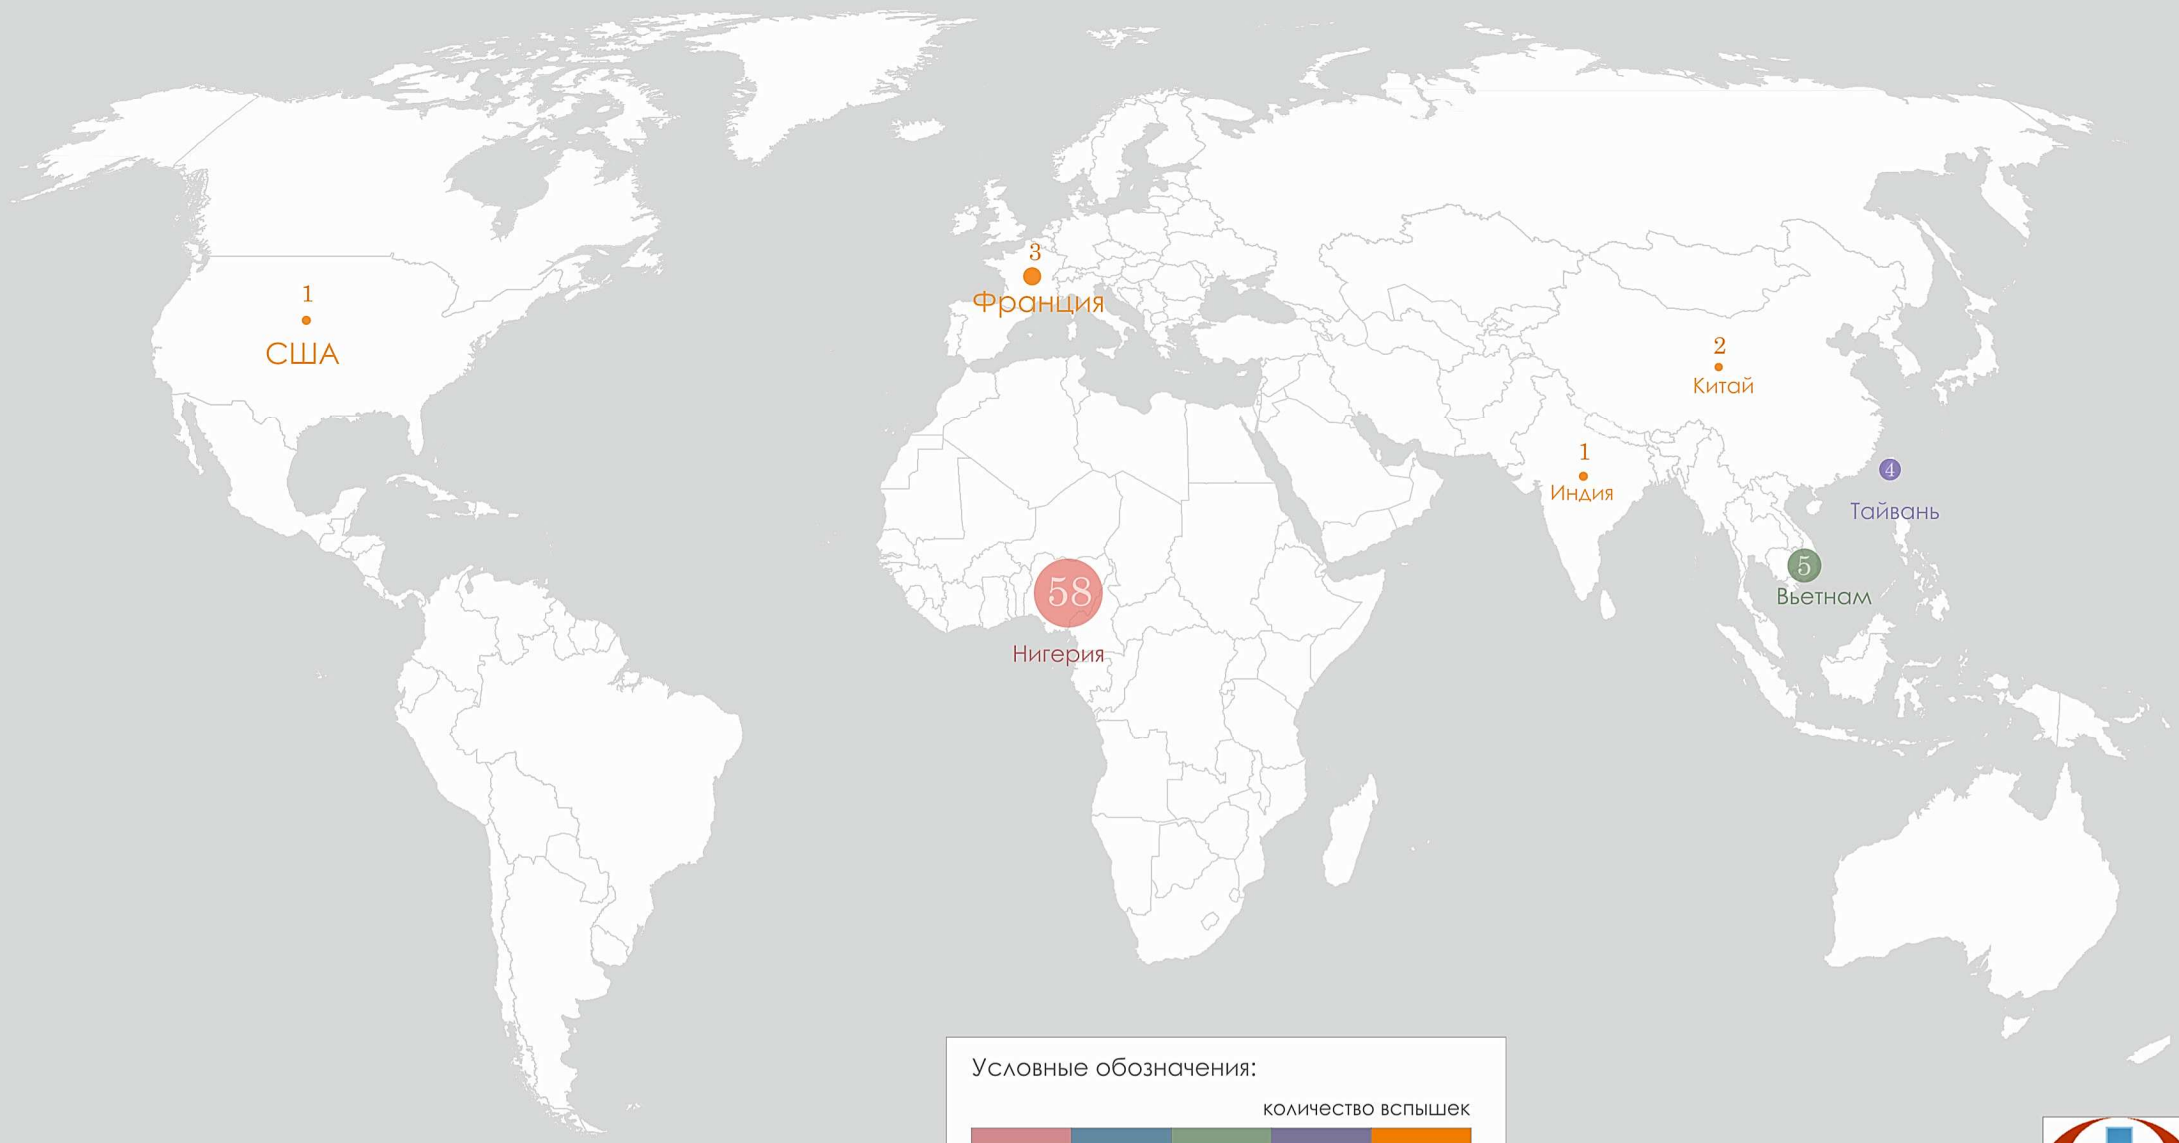 3
Франция
1
США
2
Китай
1
Индия
4
Тайвань
5
Вьетнам
58
Нигерия
Условные обозначения:
количество вспышек